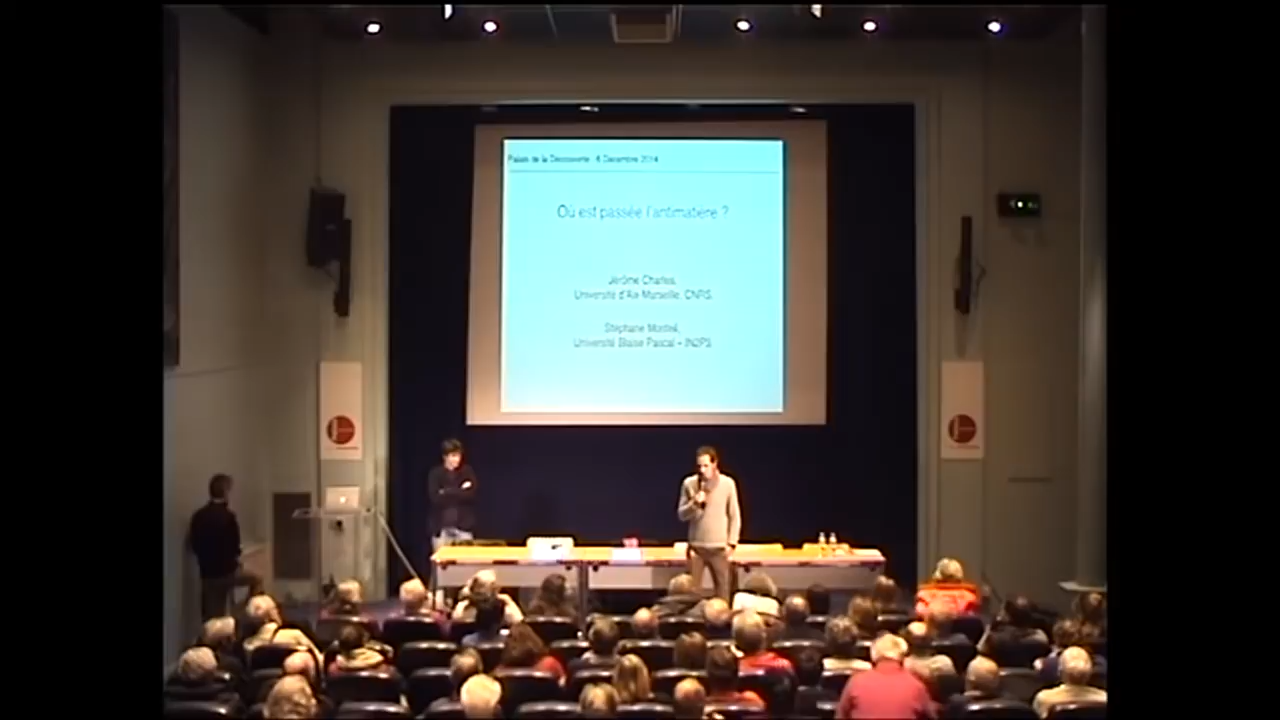 Palais de la Découverte - 6 Décembre 2014
Où est passée l'antimatière ?
Jérôme Charles,
Université d'Aix-Marseille, CNRS.
Stéphane Monteil,
Université Blaise Pascal – IN2P3.